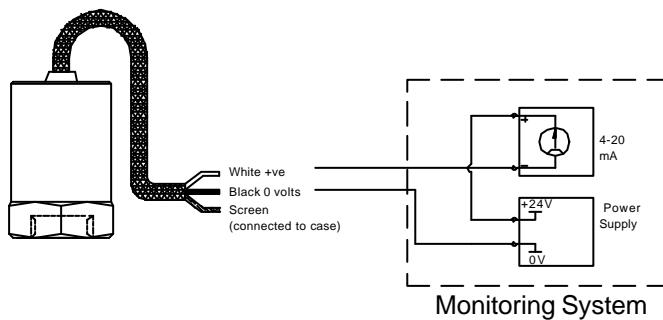 White +ve
Black 0 volts
Screen
(connected to case)
+
-
4-20
mA
+24V
0V
Power
Supply
Monitoring System